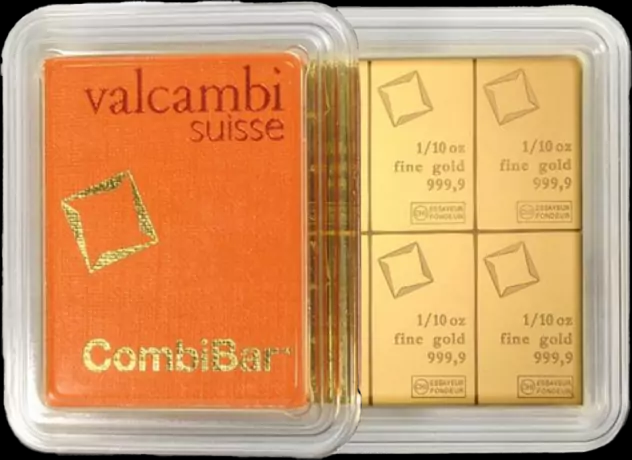 valcambi
suisse
CombiBar™
1/10 oz
fine gold
999,9
ESSAYEUR
FONDEUR
1/10 oz
fine gold
999,9
ESSAYEUR
FONDEUR
1/10 oz
fine gold
999,9
ESSAYEUR
FONDEUR
1/10 oz
fine gold
999,9
ESSAYEUR
FONDEUR